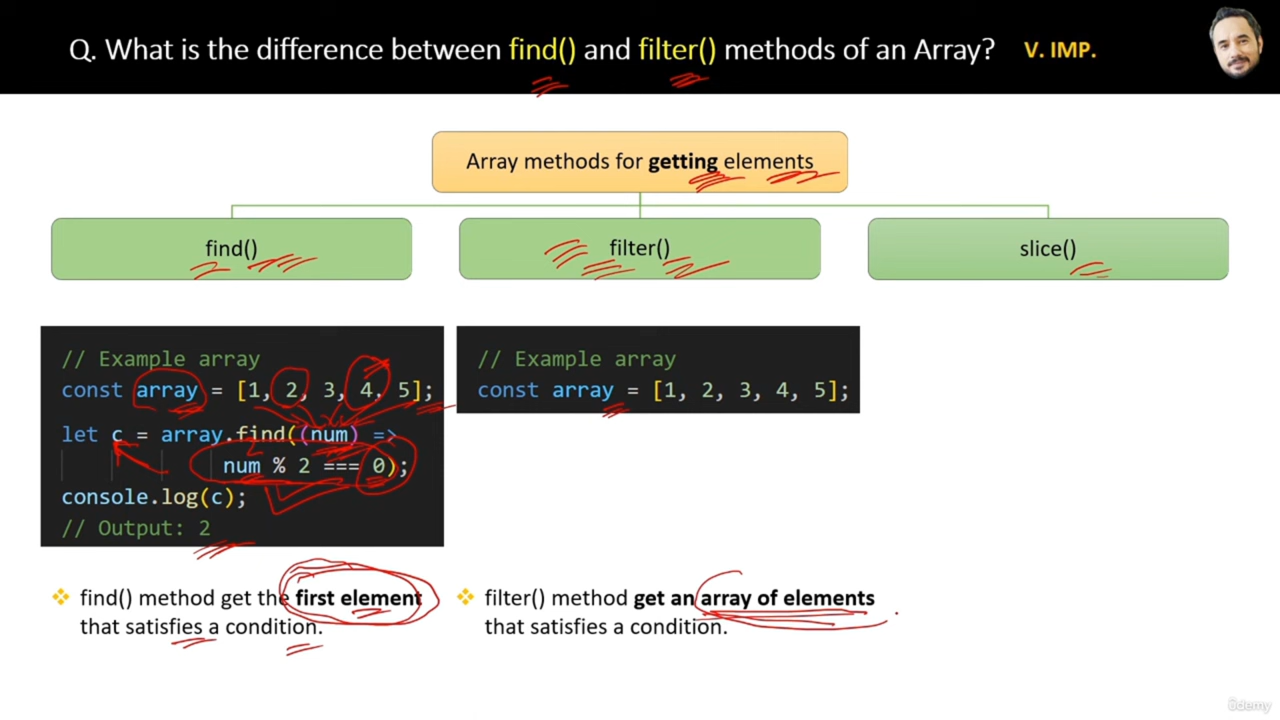 Q. What is the difference between find() and filter() methods of an Array? V. IMP.
Array methods for getting elements
find()
filter()
slice()
// Example array
const array = [1, 2, 3, 4, 5];
let c = array.find((num) =>
num % 2 === 0);
console.log(c);
// Output: 2
// Example array
const array = [1, 2, 3, 4, 5];
find() method get the first element
that satisfies a condition.
filter() method get an array of elements
that satisfies a condition.
ûdemy